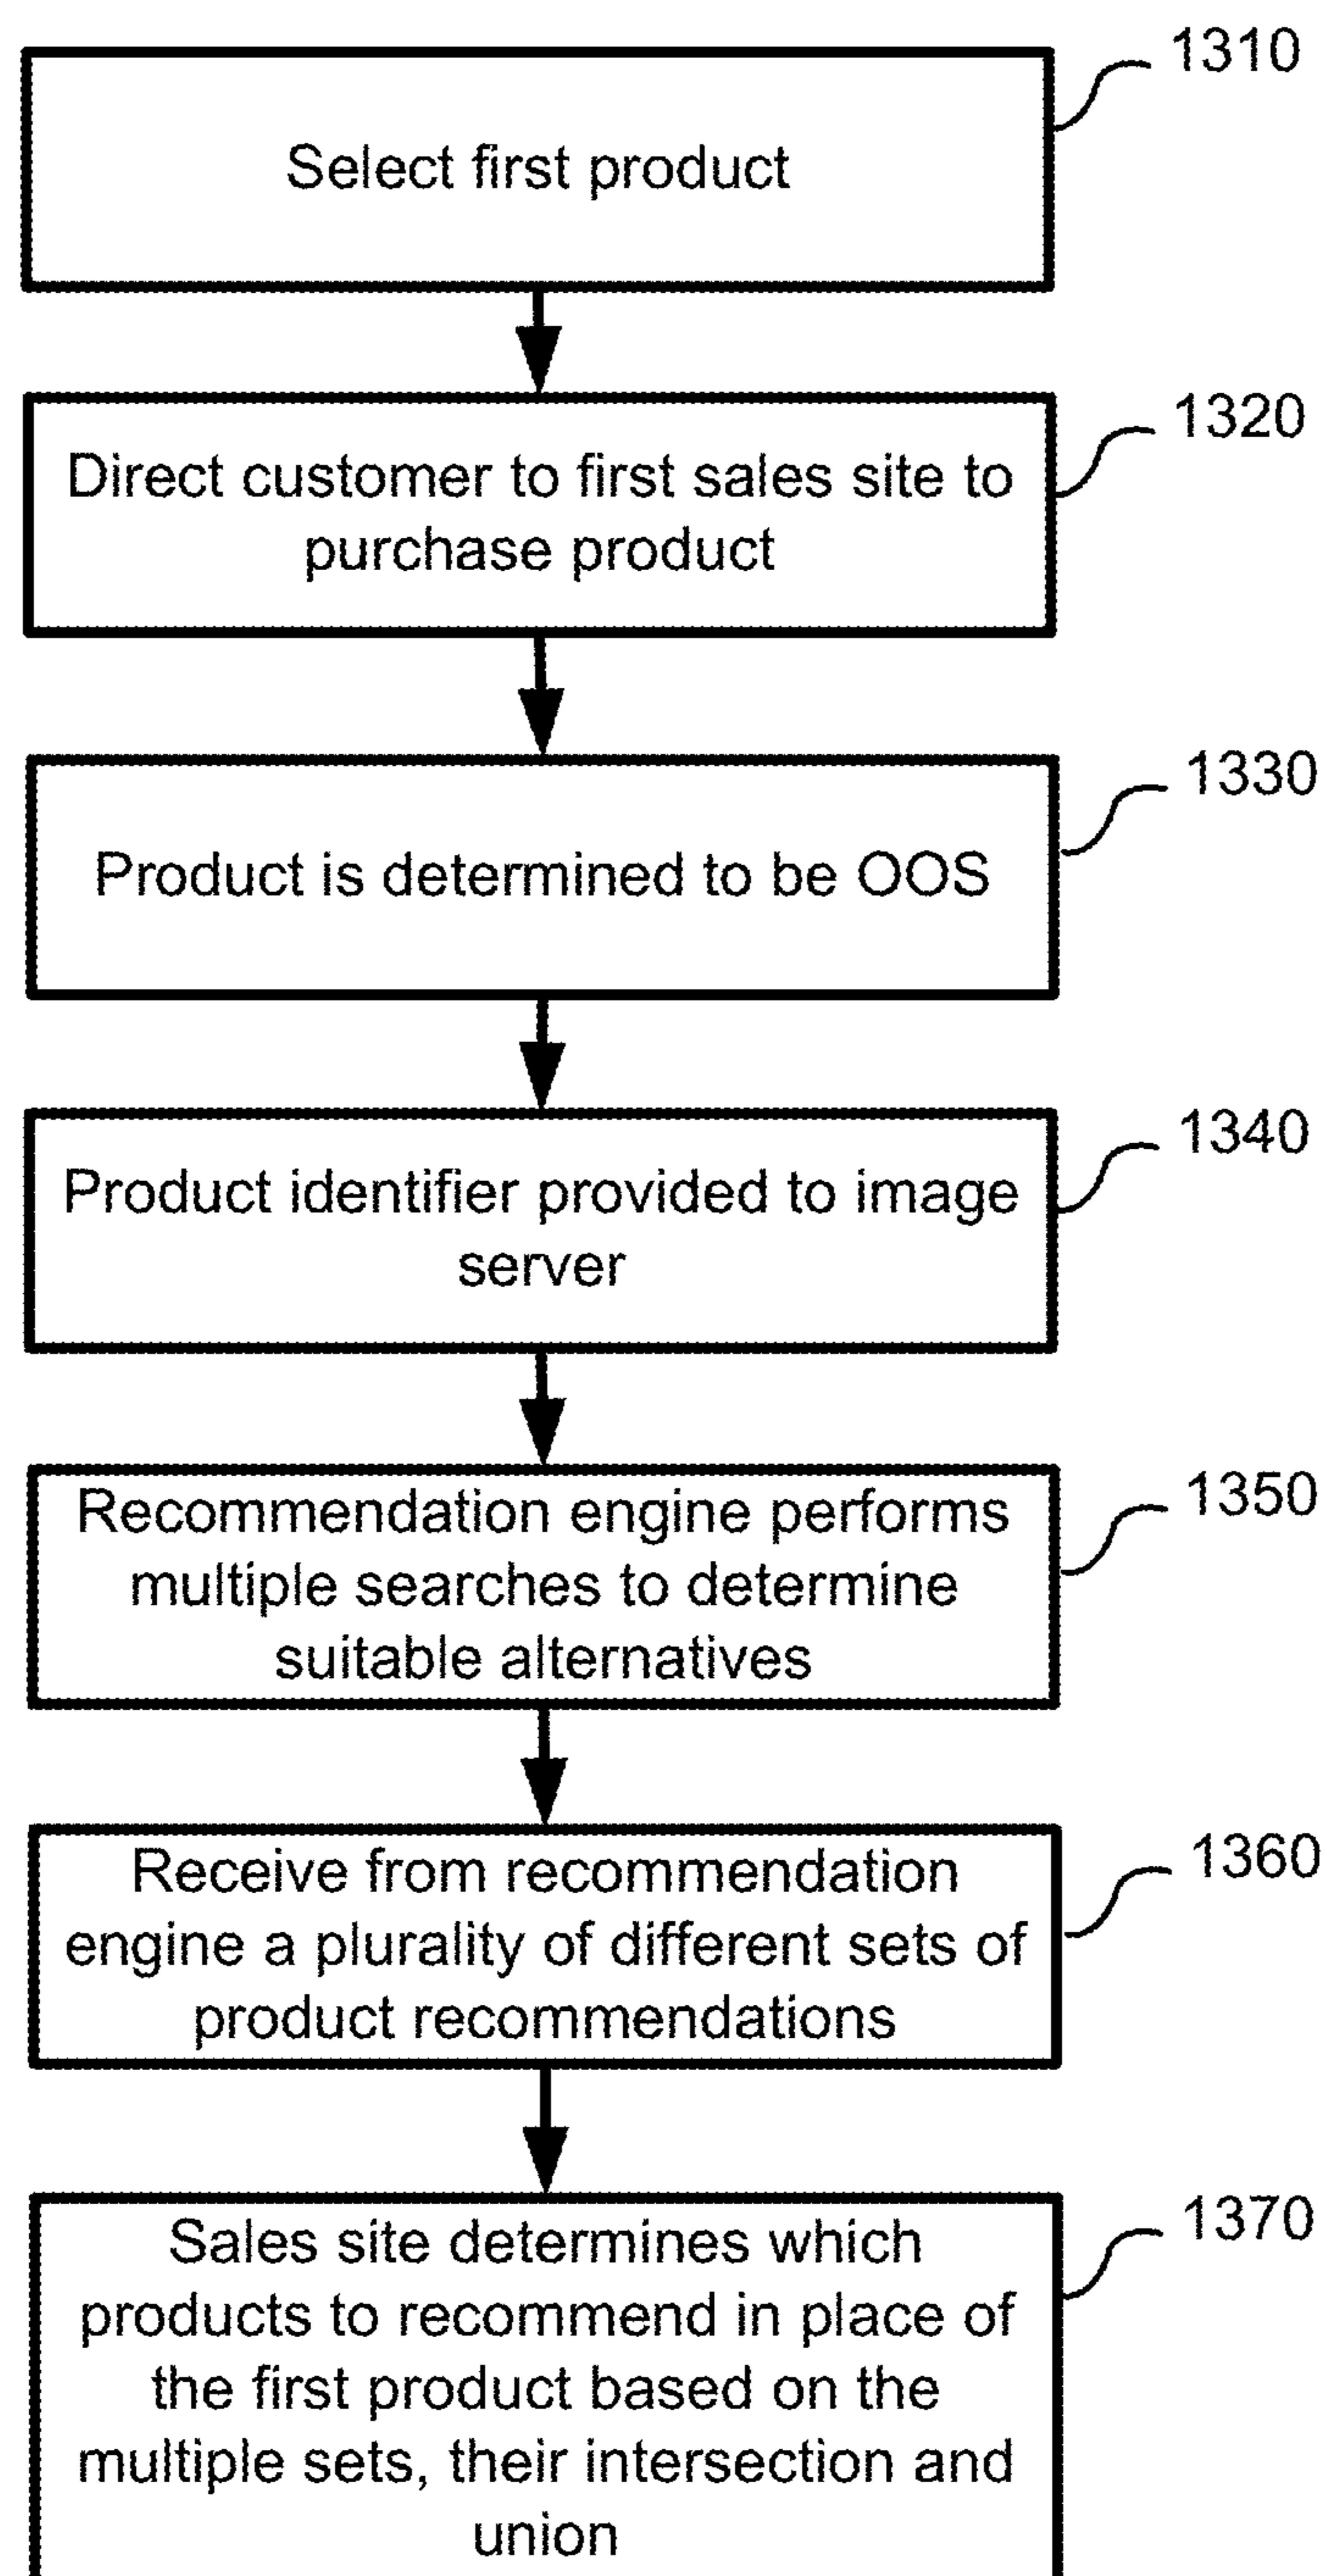 1310
Select first product
1320
Direct customer to first sales site to
purchase product
1330
Product is determined to be OOS
1340
Product identifier provided to image
server
1350
Recommendation engine performs
multiple searches to determine
suitable alternatives
1360
Receive from recommendation
engine a plurality of different sets of
product recommendations
1370
Sales site determines which
products to recommend in place of
the first product based on the
multiple sets, their intersection and
union